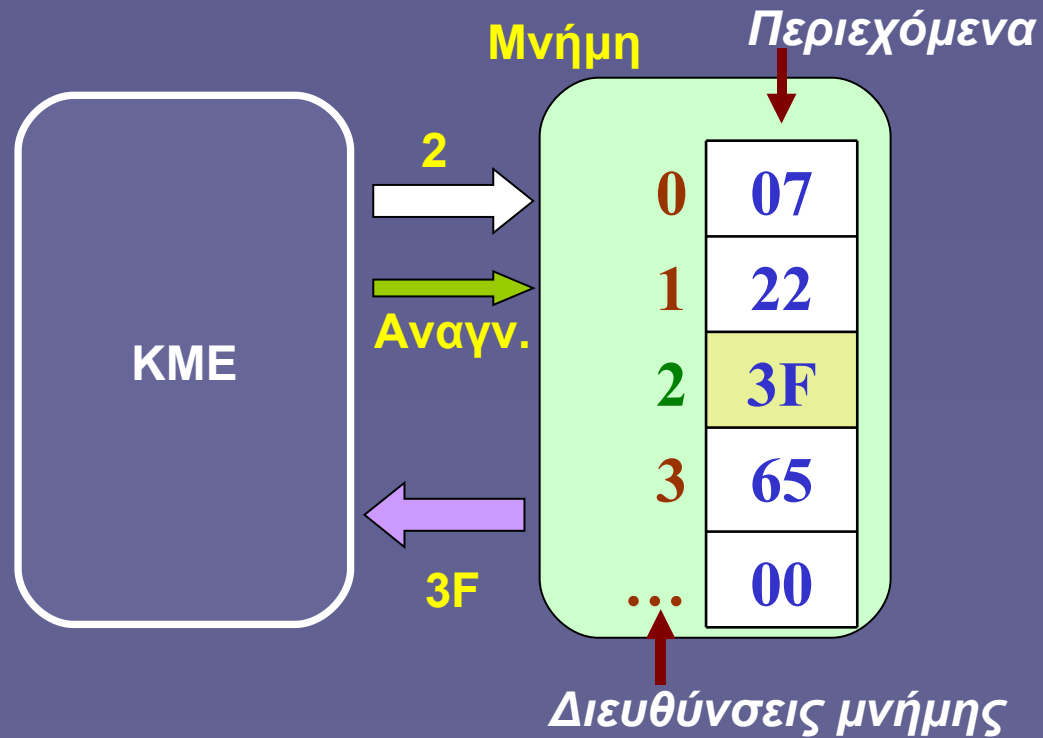 Περιεχόμενα
Μνήμη
2
0 07
1 22
Αναγν.
ΚΜΕ
2 3F
3 65
3F
... 00
Διευθύνσεις μνήμης